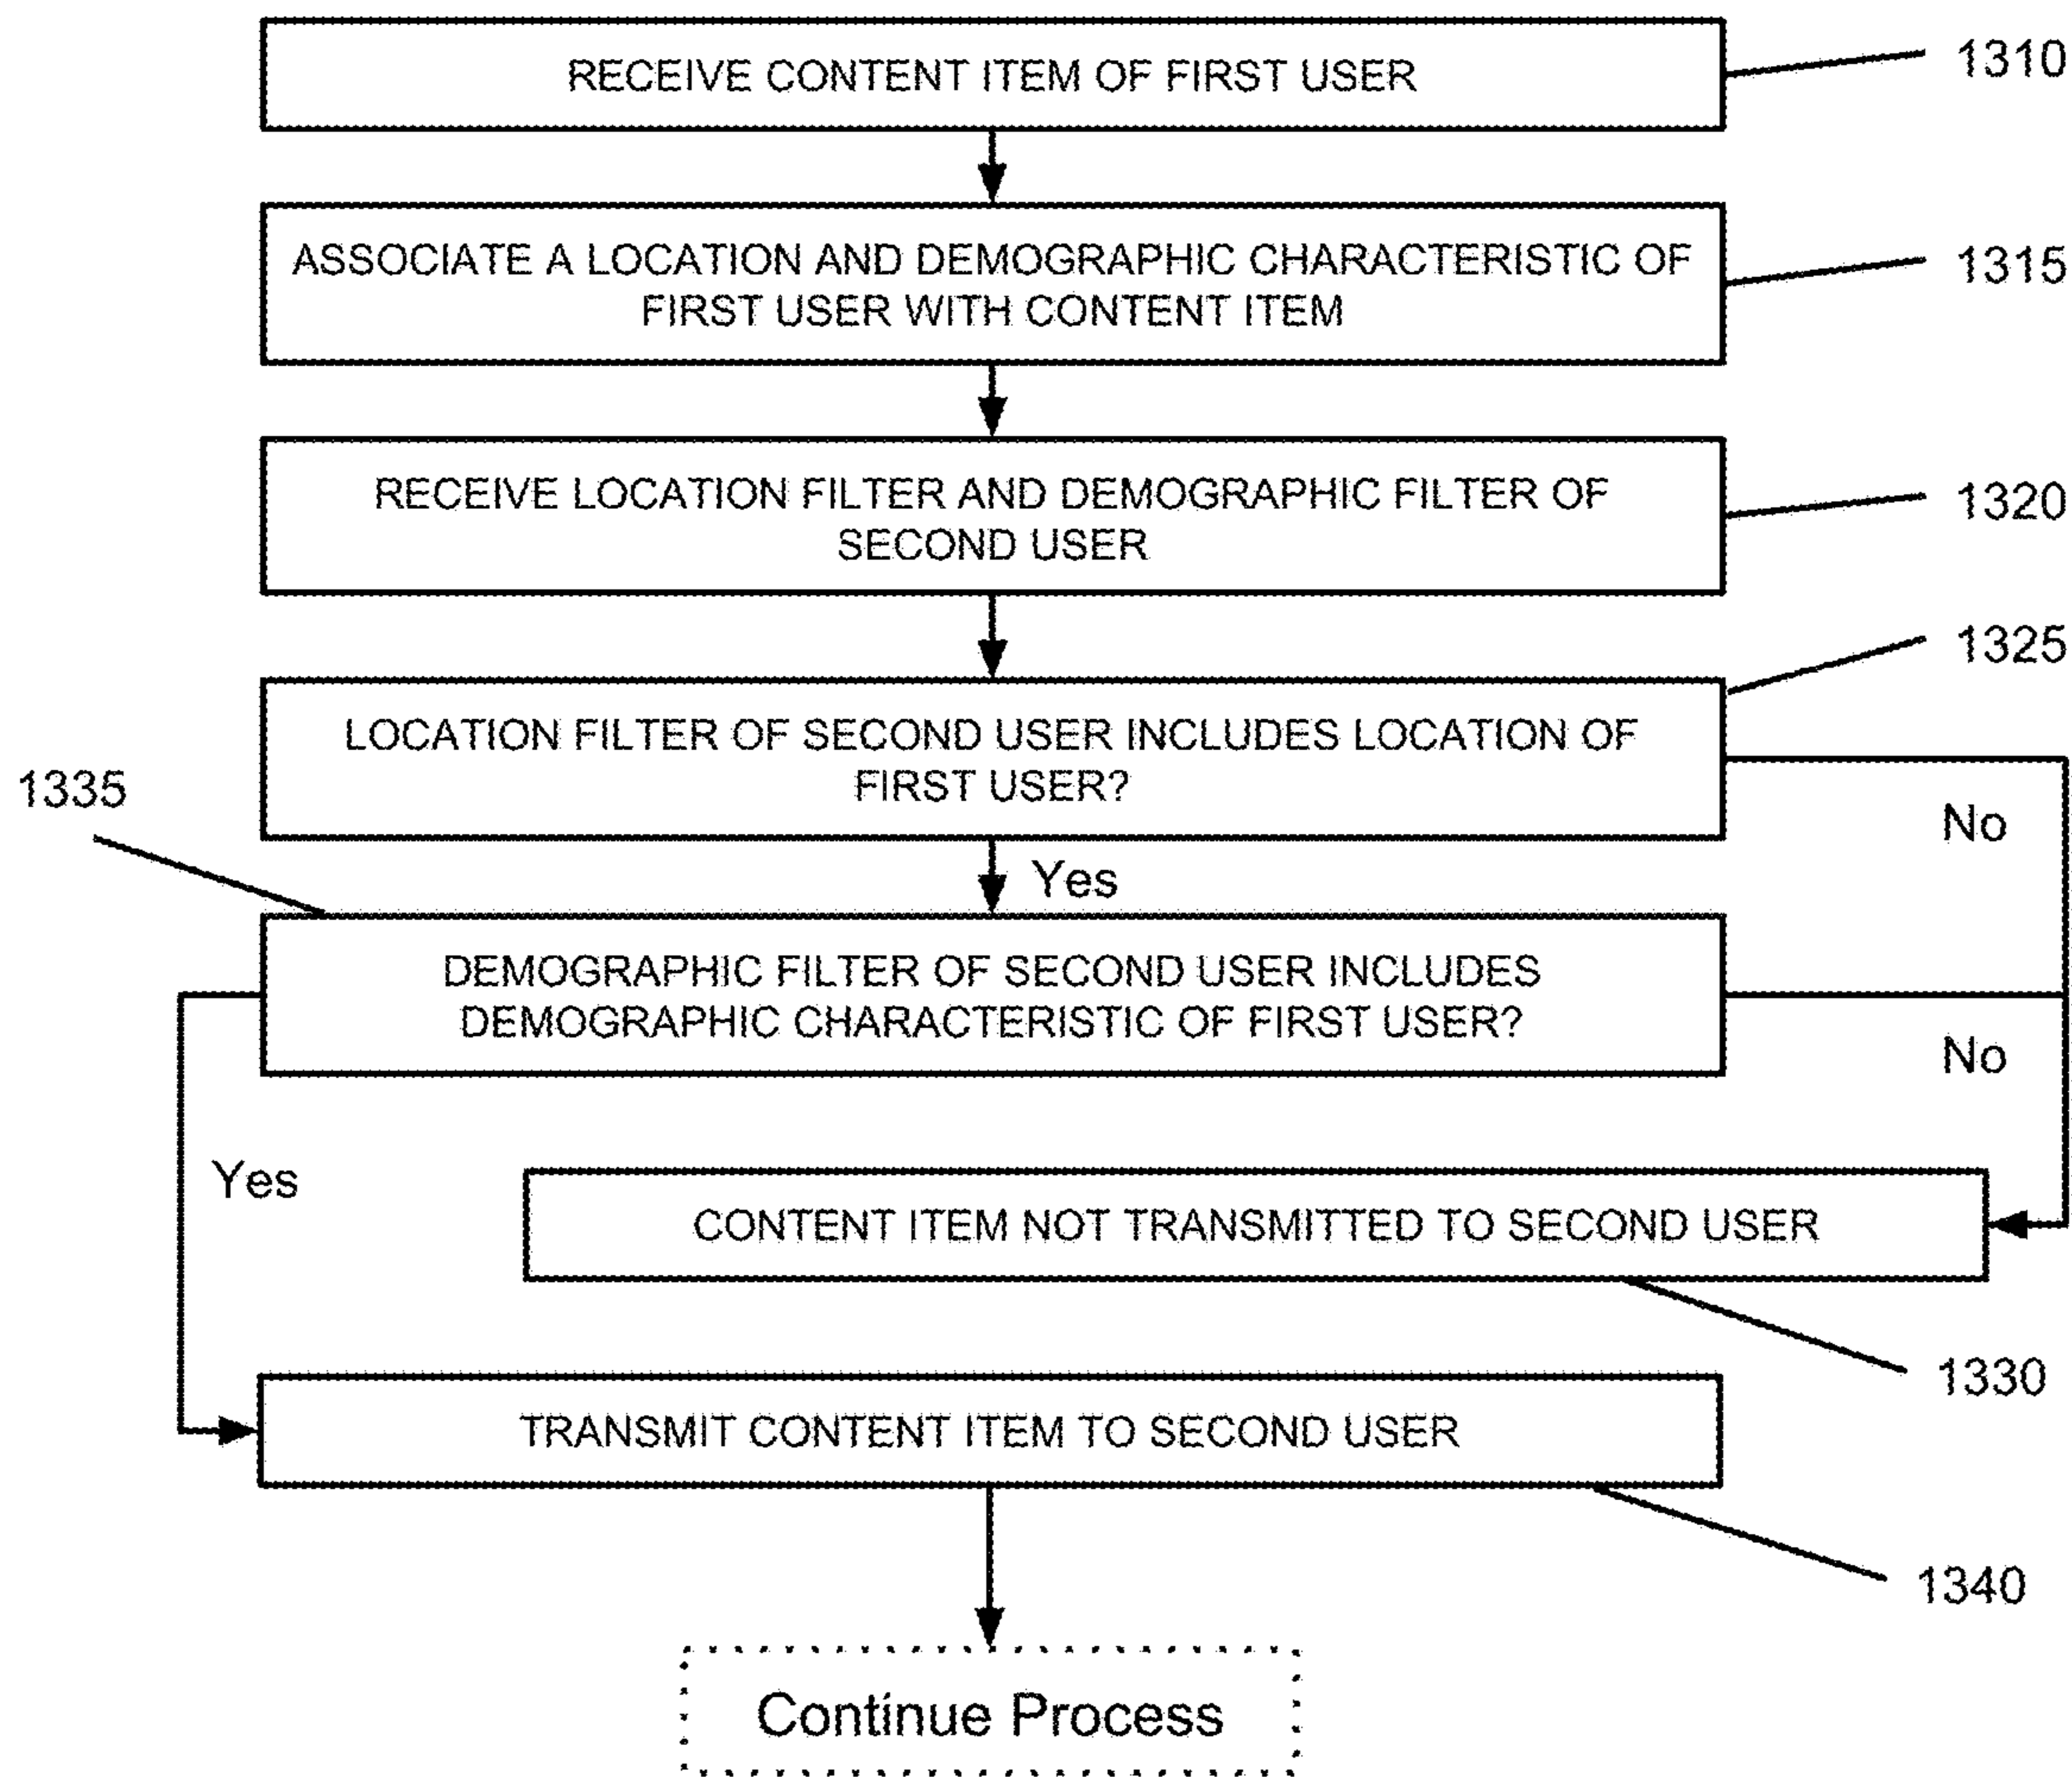 RECEIVE CONTENT ITEM OF FIRST USER
1310
ASSOCIATE A LOCATION AND DEMOGRAPHIC CHARACTERISTIC OF
FIRST USER WITH CONTENT ITEM
1315
RECEIVE LOCATION FILTER AND DEMOGRAPHIC FILTER OF
SECOND USER
1320
1325
LOCATION FILTER OF SECOND USER INCLUDES LOCATION OF
FIRST USER?
1335
No
Yes
DEMOGRAPHIC FILTER OF SECOND USER INCLUDES
DEMOGRAPHIC CHARACTERISTIC OF FIRST USER?
No
Yes
CONTENT ITEM NOT TRANSMITTED TO SECOND USER
1330
TRANSMIT CONTENT ITEM TO SECOND USER
1340
Continue Process